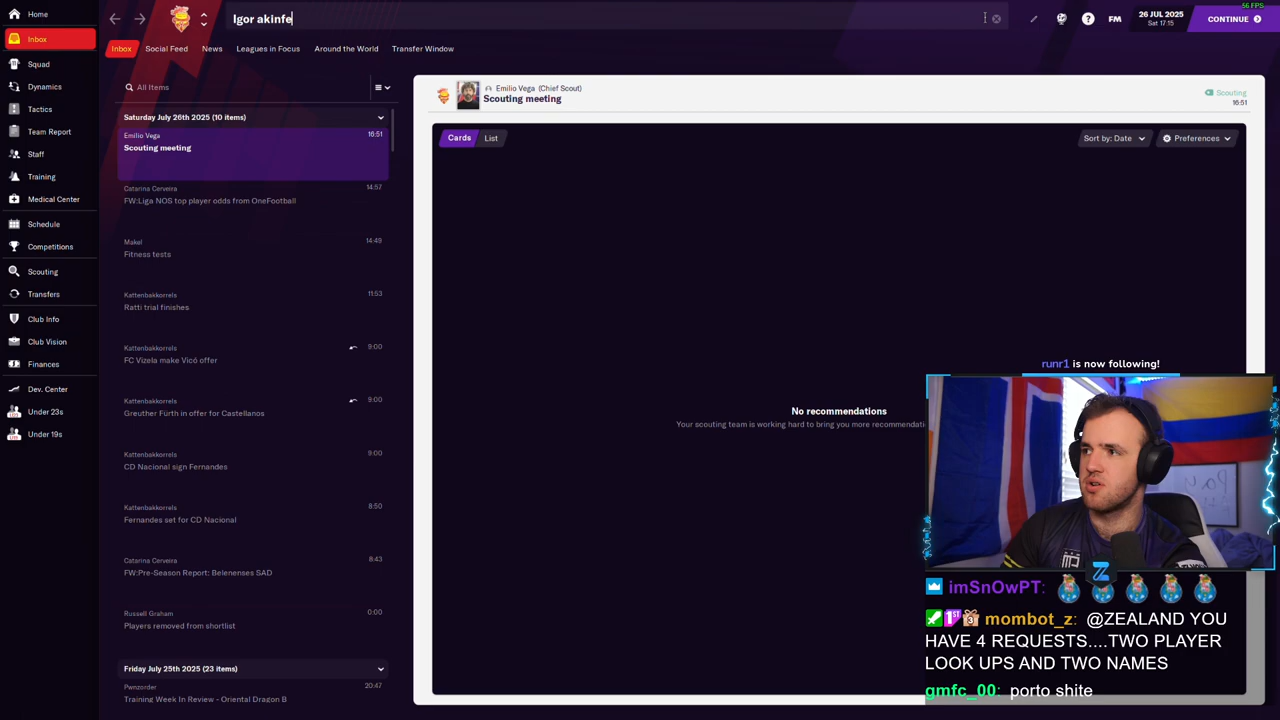 56 FPS
Home
Inbox
Squad
Dynamics
Tactics
Team Report
Staff
Training
Medical Center
Schedule
Competitions
Scouting
Transfers
Club Info
Club Vision
Finances
Dev. Center
Under 23s
Under 19s
Igor akinfe
FM
26 JUL 2025
Sat 17:15
CONTINUE
Inbox Social Feed News Leagues in Focus Around the World Transfer Window
All Items
Saturday July 26th 2025 (10 items)
Emilio Vega 16:51
Scouting meeting
Catarina Cerveira 14:57
FW:Liga NOS top player odds from OneFootball
Makel 14:49
Fitness tests
Kattenbakkorrels 11:53
Ratti trial finishes
Kattenbakkorrels 9:00
FC Vizela make Vicó offer
Kattenbakkorrels 9:00
Greuther Fürth in offer for Castellanos
Kattenbakkorrels 9:00
CD Nacional sign Fernandes
Kattenbakkorrels 8:50
Fernandes set for CD Nacional
Catarina Cerveira 8:43
FW:Pre-Season Report: Belenenses SAD
Russell Graham 0:00
Players removed from shortlist
Friday July 25th 2025 (23 items)
Pwnzorder 20:47
Training Week In Review - Oriental Dragon B
Emilio Vega (Chief Scout)
Scouting meeting
Scouting
16:51
Cards List
Sort by: Date Preferences
No recommendations
Your scouting team is working hard to bring you more recommendati
runr1 is now following!
imSnOwPT:
mombot_z: @ZEALAND YOU
HAVE 4 REQUESTS....TWO PLAYER
LOOK UPS AND TWO NAMES
gmfc_00: porto shite